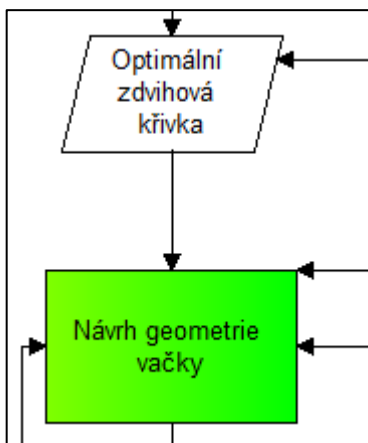 Optimální
zdvihová
křivka
Návrh geometrie
vačky